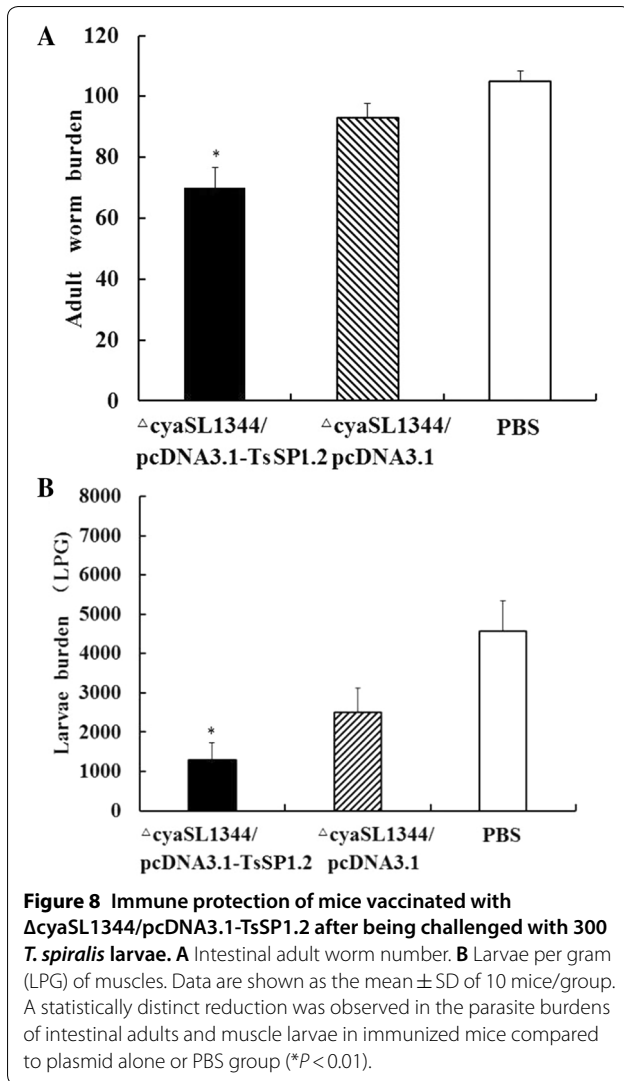 A
120
100
80
60
40
20
0
Adult worm burden
*
△cyaSL1344/ △cyaSL1344/ PBS
pcDNA3.1-TsSP1.2 pcDNA3.1
B
8000
7000
6000
5000
4000
3000
2000
1000
0
Larvae burden (LPG)
*
△cyaSL1344/ △cyaSL1344/ PBS
pcDNA3.1-TsSP1.2 pcDNA3.1
Figure 8 Immune protection of mice vaccinated with
ΔcyaSL1344/pcDNA3.1-TsSP1.2 after being challenged with 300
T. spiralis larvae. A Intestinal adult worm number. B Larvae per gram
(LPG) of muscles. Data are shown as the mean ± SD of 10 mice/group.
A statistically distinct reduction was observed in the parasite burdens
of intestinal adults and muscle larvae in immunized mice compared
to plasmid alone or PBS group (*P < 0.01).